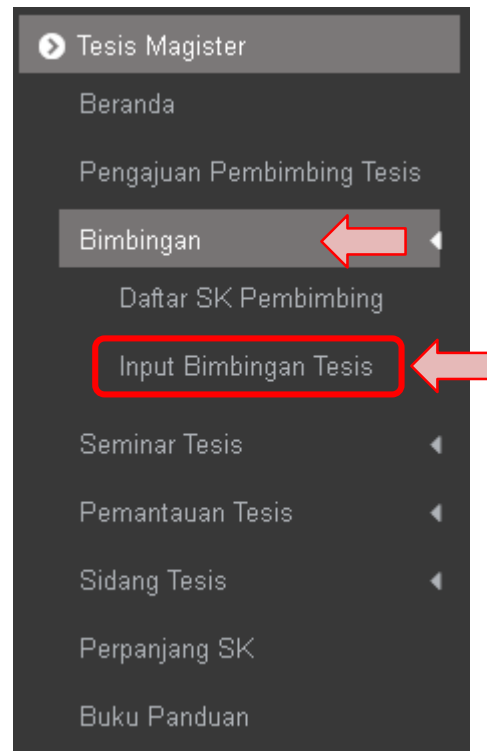 Tesis Magister
Beranda
Pengajuan Pembimbing Tesis
Bimbingan
Daftar SK Pembimbing
Input Bimbingan Tesis
Seminar Tesis
Pemantauan Tesis
Sidang Tesis
Perpanjang SK
Buku Panduan